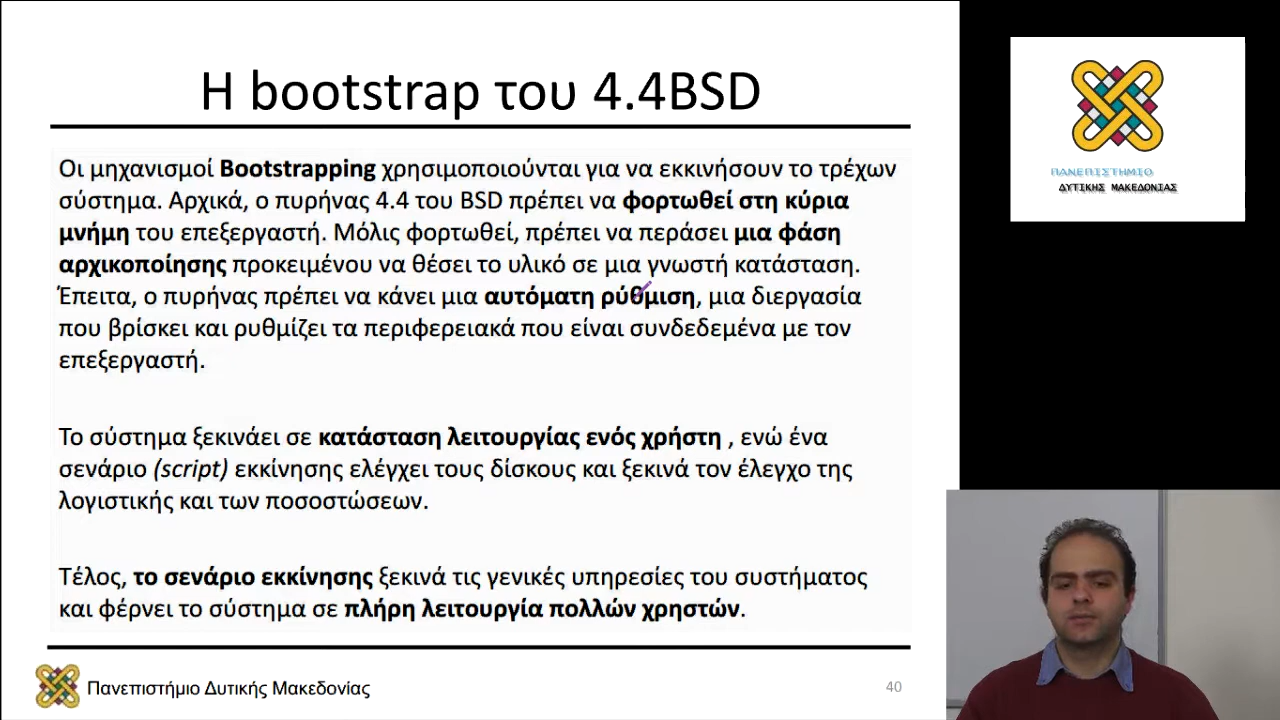 Η bootstrap του 4.4BSD
Οι μηχανισμοί Bootstrapping χρησιμοποιούνται για να εκκινήσουν το τρέχων
σύστημα. Αρχικά, ο πυρήνας 4.4 του BSD πρέπει να φορτωθεί στη κύρια
μνήμη του επεξεργαστή. Μόλις φορτωθεί, πρέπει να περάσει μια φάση
αρχικοποίησης προκειμένου να θέσει το υλικό σε μια γνωστή κατάσταση.
Έπειτα, ο πυρήνας πρέπει να κάνει μια αυτόματη ρύθμιση, μια διεργασία
που βρίσκει και ρυθμίζει τα περιφερειακά που είναι συνδεδεμένα με τον
επεξεργαστή.
Το σύστημα ξεκινάει σε κατάσταση λειτουργίας ενός χρήστη , ενώ ένα
σενάριο (script) εκκίνησης ελέγχει τους δίσκους και ξεκινά τον έλεγχο της
λογιστικής και των ποσοστώσεων.
Τέλος, το σενάριο εκκίνησης ξεκινά τις γενικές υπηρεσίες του συστήματος
και φέρνει το σύστημα σε πλήρη λειτουργία πολλών χρηστών.
Πανεπιστήμιο Δυτικής Μακεδονίας
40
ΠΑΝΕΠΙΣΤΗΜΙΟ
ΔΥΤΙΚΗΣ ΜΑΚΕΔΟΝΙΑΣ